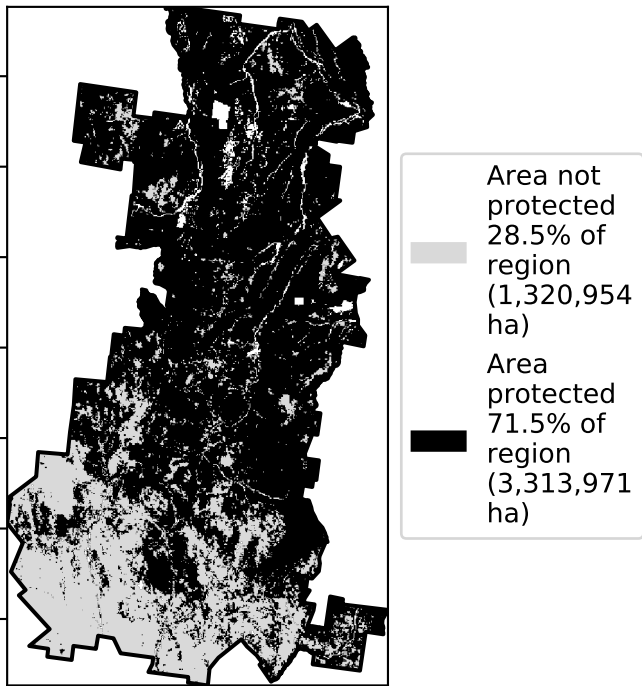 Area not
protected
28.5% of
region
(1,320,954
ha)
Area
protected
71.5% of
region
(3,313,971
ha)